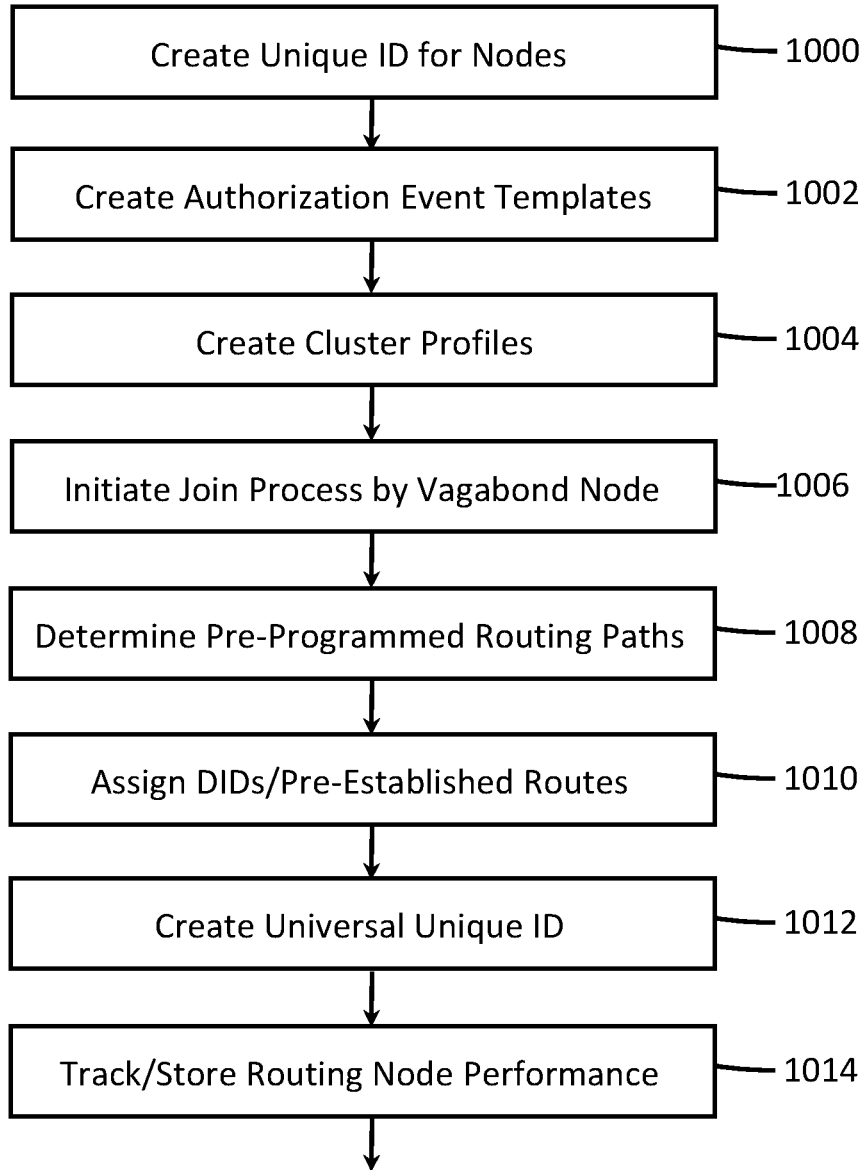 Create Unique ID for Nodes
1000
Create Authorization Event Templates
1002
Create Cluster Profiles
1004
Initiate Join Process by Vagabond Node
1006
Determine Pre-Programmed Routing Paths
1008
Assign DIDs/Pre-Established Routes
1010
Create Universal Unique ID
1012
Track/Store Routing Node Performance
1014